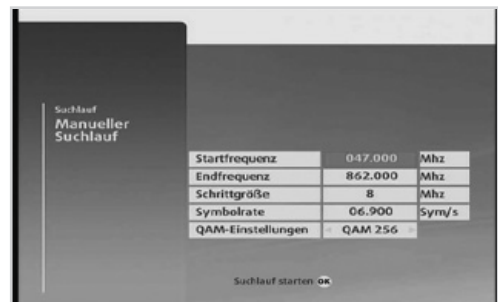 Suchlauf
Manueller
Suchlauf
Startfrequenz 047.000 Mhz
Endfrequenz 862.000 Mhz
Schrittgröße 8 Mhz
Symbolrate 06.900 Sym/s
QAM-Einstellungen QAM 256
Suchlauf starten OK